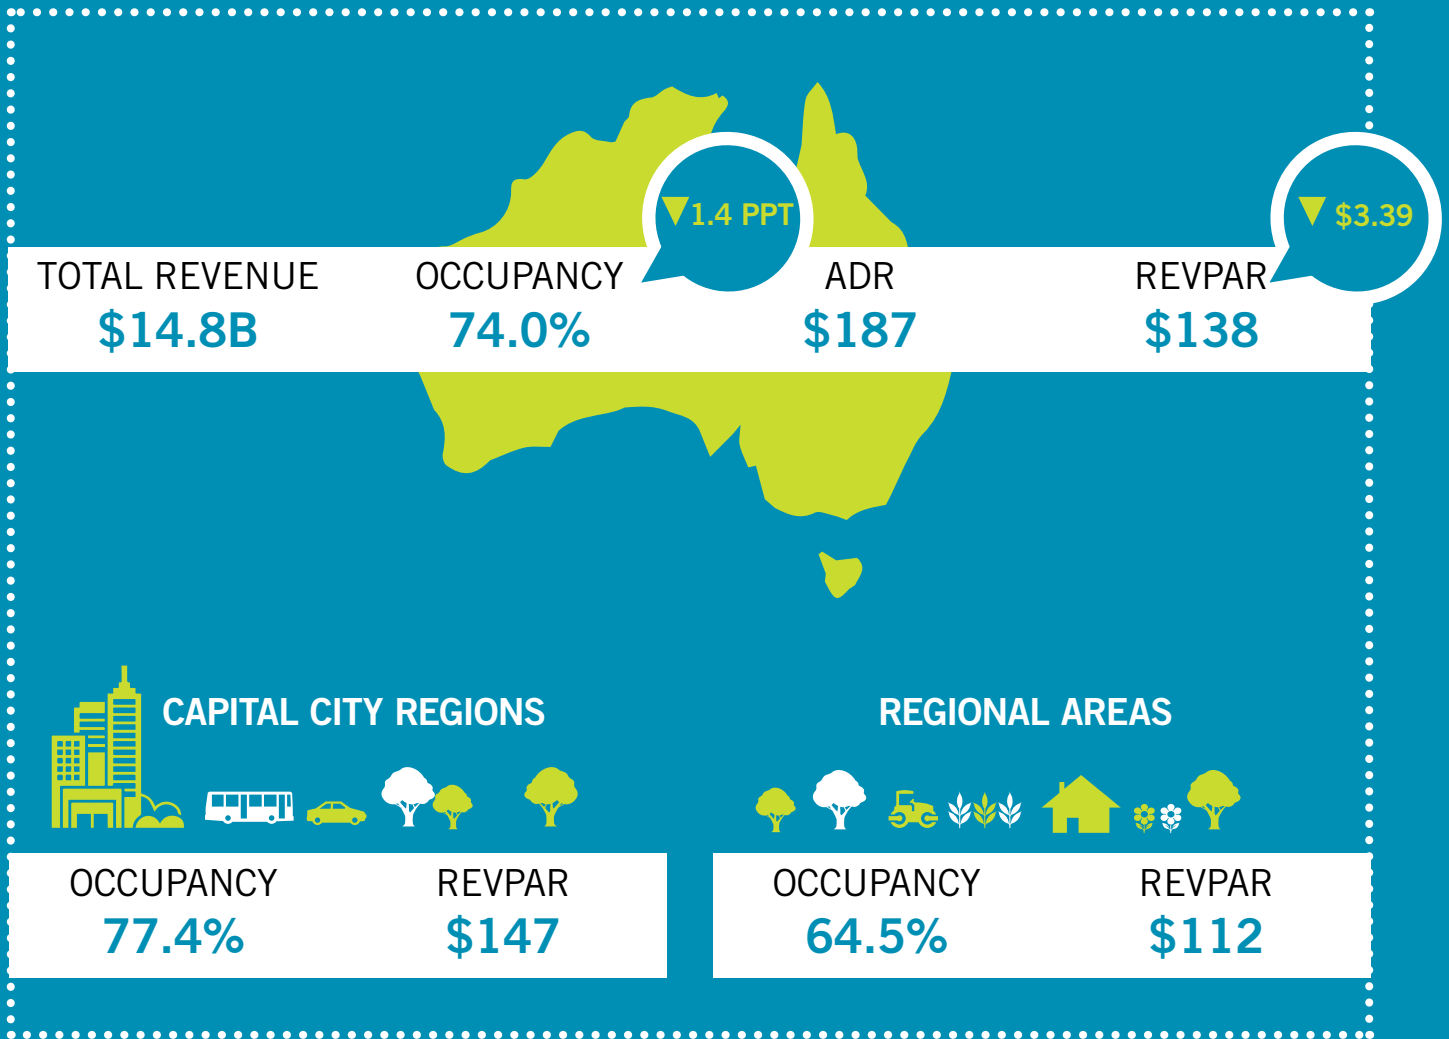 ▼1.4 PPT
▼ $3.39
TOTAL REVENUE
$14.8B
OCCUPANCY
74.0%
ADR
$187
REVPAR
$138
CAPITAL CITY REGIONS
OCCUPANCY
77.4%
REVPAR
$147
REGIONAL AREAS
OCCUPANCY
64.5%
REVPAR
$112